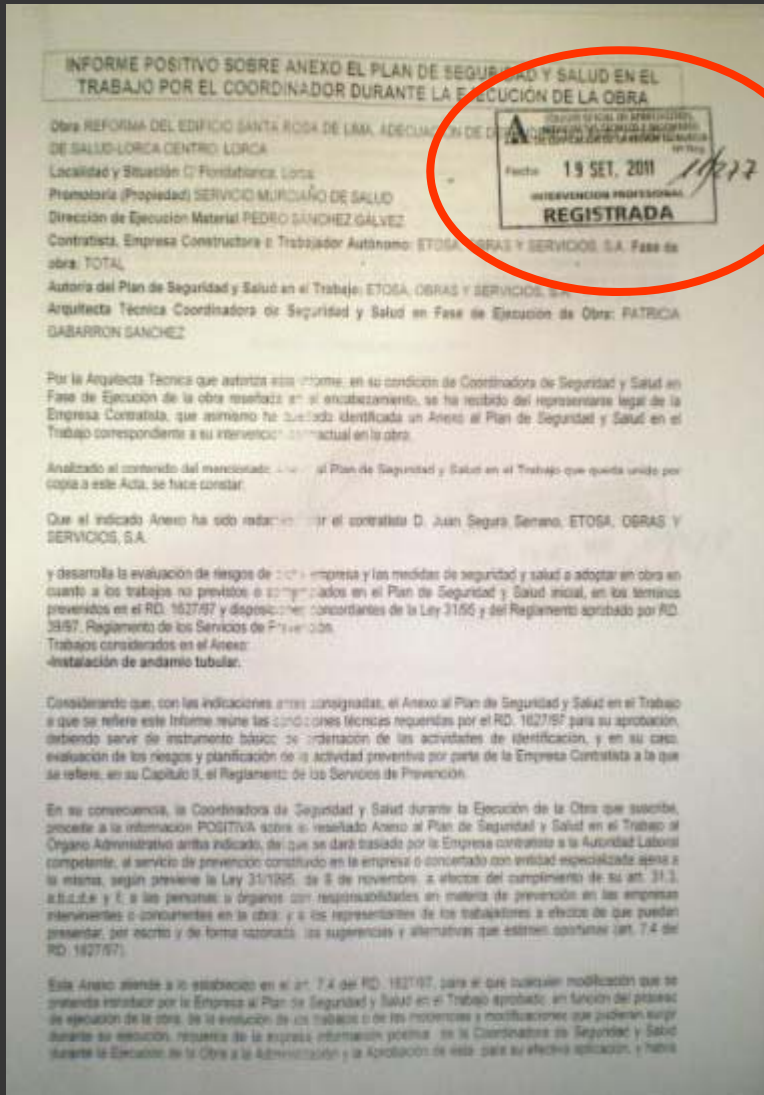 INFORME POSITIVO SOBRE ANEXO EL PLAN DE SEGURIDAD Y SALUD EN EL
TRABAJO POR EL COORDINADOR DURANTE LA EJECUCIÓN DE LA OBRA
Obra REFORMA DEL EDIFICIO SANTA ROSA DE LIMA, ADECUACIÓN DE
DE SALUD-LORCA CENTRO. LORCA
Localidad y Situación C/ Floridablanca, Lorca
Promotoria (Propiedad) SERVICIO MURCIANO DE SALUD
Dirección de Ejecución Material PEDRO SÁNCHEZ GÁLVEZ
Contratista, Empresa Constructora o Trabajador Autónomo: ETOSA, OBRAS Y SERVICIOS, S.A. Fase de
obra: TOTAL
Autoría del Plan de Seguridad y Salud en el Trabajo: ETOSA, OBRAS Y SERVICIOS, S.A.
Arquitecta Técnica Coordinadora de Seguridad y Salud en Fase de Ejecución de Obra: PATRICIA
GABARRON SANCHEZ
Fecha 19 SET. 2011
INTERVENCIÓN PROFESIONAL
REGISTRADA
Por la Arquitecta Técnica que autoriza este informe, en su condición de Coordinadora de Seguridad y Salud en
Fase de Ejecución de la obra reseñada en el encabezamiento, se ha recibido del representante legal de la
Empresa Contratista, que asimismo ha quedado identificada un Anexo al Plan de Seguridad y Salud en el
Trabajo correspondiente a su intervención contractual en la obra.
Analizado el contenido del mencionado al Plan de Seguridad y Salud en el Trabajo que queda unido por
copia a este Acta, se hace constar:
Que el indicado Anexo ha sido redactado por el contratista D. Juan Segura Serrano, ETOSA, OBRAS Y
SERVICIOS, S.A.
y desarrolla la evaluación de riesgos de empresa y las medidas de seguridad y salud a adoptar en obra en
cuanto a los trabajos no previstos o en el Plan de Seguridad y Salud inicial, en los términos
prevenidos en el RD. 1627/97 y disposiciones concordantes de la Ley 31/95 y del Reglamento aprobado por RD.
39/97, Reglamento de los Servicios de Prevención.
Trabajos considerados en el Anexo:
-Instalación de andamio tubular.
Considerando que, con las indicaciones antes consignadas, el Anexo al Plan de Seguridad y Salud en el Trabajo
a que se refiere este Informe reúne las condiciones técnicas requeridas por el RD. 1627/97 para su aprobación,
debiendo servir de instrumento básico de ordenación de las actividades de identificación, y en su caso,
evaluación de los riesgos y planificación de la actividad preventiva por parte de la Empresa Contratista a la que
se refiere, en su Capítulo II, el Reglamento de los Servicios de Prevención.
En su consecuencia, la Coordinadora de Seguridad y Salud durante la Ejecución de la Obra que suscribe,
procede a la información POSITIVA sobre el reseñado Anexo al Plan de Seguridad y Salud en el Trabajo al
Órgano Administrativo arriba indicado, del que se dará traslado por la Empresa contratista a la Autoridad Laboral
competente, al servicio de prevención constituido en la empresa o concertado con entidad especializada ajena a
la misma, según previene la Ley 31/1995, de 8 de noviembre, a efectos del cumplimiento de su art. 31.3,
a,b,c,d,e y f; a las personas u órganos con responsabilidades en materia de prevención en las empresas
intervinientes o concurrentes en la obra; y a los representantes de los trabajadores a efectos de que puedan
presentar, por escrito y de forma razonada, las sugerencias y alternativas que estimen oportunas (art. 7.4 del
RD. 1627/97).
Este Anexo atiende a lo establecido en el art. 7.4 del RD. 1627/97, para el que cualquier modificación que se
pretenda introducir por la Empresa al Plan de Seguridad y Salud en el Trabajo aprobado, en función del proceso
de ejecución de la obra, de la evolución de los trabajos o de las incidencias y modificaciones que pudieran surgir
durante su ejecución, requerirá de la expresa información positiva de la Coordinadora de Seguridad y Salud
durante la Ejecución de la Obra a la Administración y la Aprobación de ésta para su efectiva aplicación, y habrá